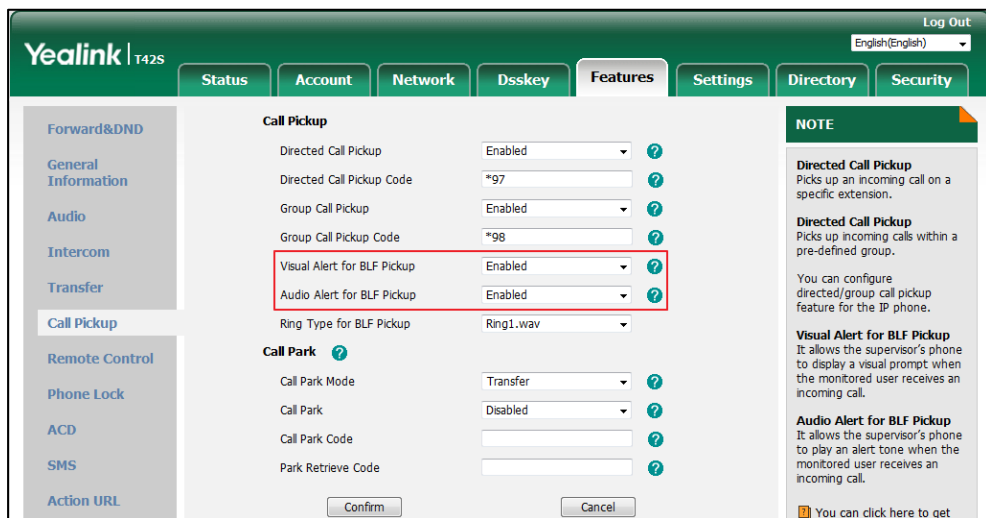 Log Out
Yealink T42S
English(English)
Status Account Network Dsskey Features Settings Directory Security
Forward&DND
General
Information
Audio
Intercom
Transfer
Call Pickup
Remote Control
Phone Lock
ACD
SMS
Action URL
Call Pickup
Directed Call Pickup Enabled ?
Directed Call Pickup Code *97 ?
Group Call Pickup Enabled ?
Group Call Pickup Code *98 ?
Visual Alert for BLF Pickup Enabled ?
Audio Alert for BLF Pickup Enabled ?
Ring Type for BLF Pickup Ring1.wav
Call Park ?
Call Park Mode Transfer ?
Call Park Disabled ?
Call Park Code ?
Park Retrieve Code ?
Confirm Cancel
NOTE
Directed Call Pickup
Picks up an incoming call on a
specific extension.
Directed Call Pickup
Picks up incoming calls within a
pre-defined group.
You can configure
directed/group call pickup
feature for the IP phone.
Visual Alert for BLF Pickup
It allows the supervisor's phone
to display a visual prompt when
the monitored user receives an
incoming call.
Audio Alert for BLF Pickup
It allows the supervisor's phone
to play an alert tone when the
monitored user receives an
incoming call.
? You can click here to get